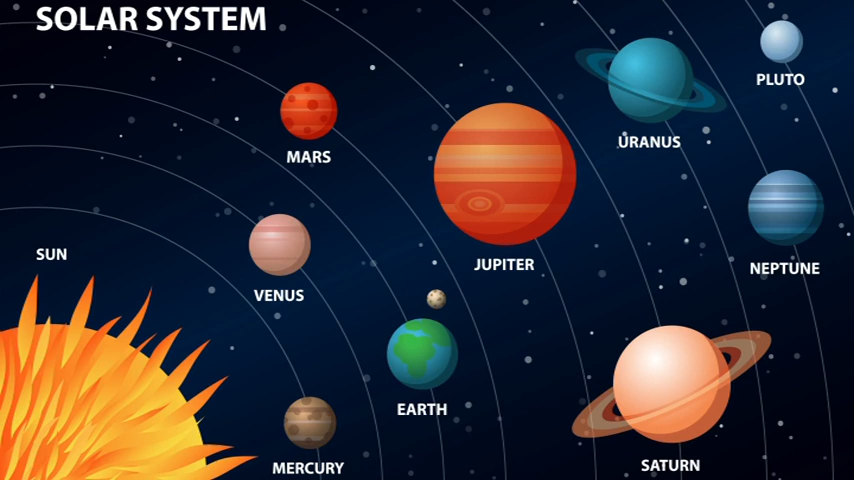 SOLAR SYSTEM
PLUTO
URANUS
MARS
SUN
JUPITER
NEPTUNE
VENUS
EARTH
MERCURY
SATURN